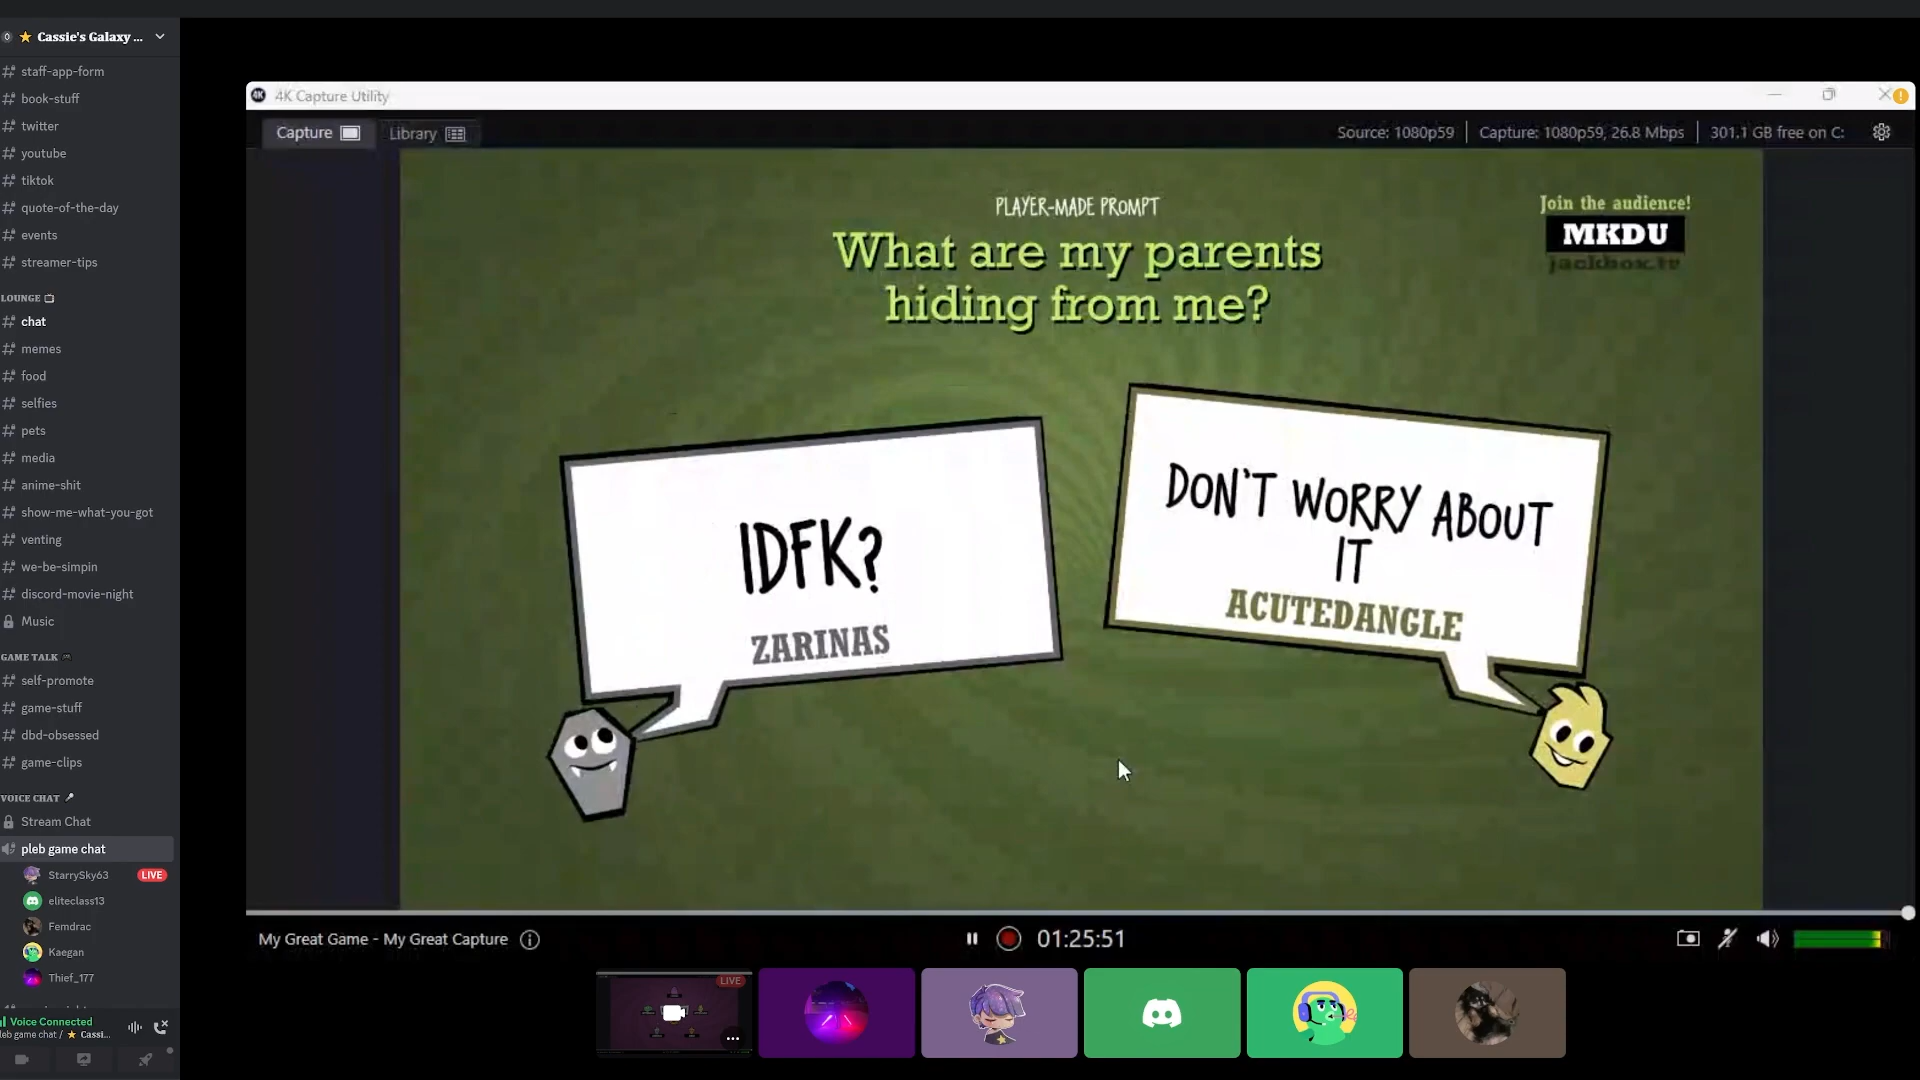 Cassie's Galaxy ...
staff-app-form
book-stuff
twitter
youtube
tiktok
quote-of-the-day
events
streamer-tips
LOUNGE
chat
memes
food
selfies
pets
media
anime-shit
show-me-what-you-got
venting
we-be-simpin
discord-movie-night
Music
GAME TALK
self-promote
game-stuff
dbd-obsessed
game-clips
VOICE CHAT
Stream Chat
pleb game chat
StarrySky63 LIVE
eliteclass13
Femdrac
Kaegan
Thief_177
Voice Connected
leb game chat / Cassi...
4K 4K Capture Utility
Capture Library
Source: 1080p59 Capture: 1080p59, 26.8 Mbps 301.1 GB free on C:
PLAYER-MADE PROMPT
What are my parents
hiding from me?
Join the audience!
MKDU
jackbox.tv
IDFK?
ZARINAS
DON'T WORRY ABOUT
IT
ACUTEDANGLE
My Great Game - My Great Capture
01:25:51
LIVE